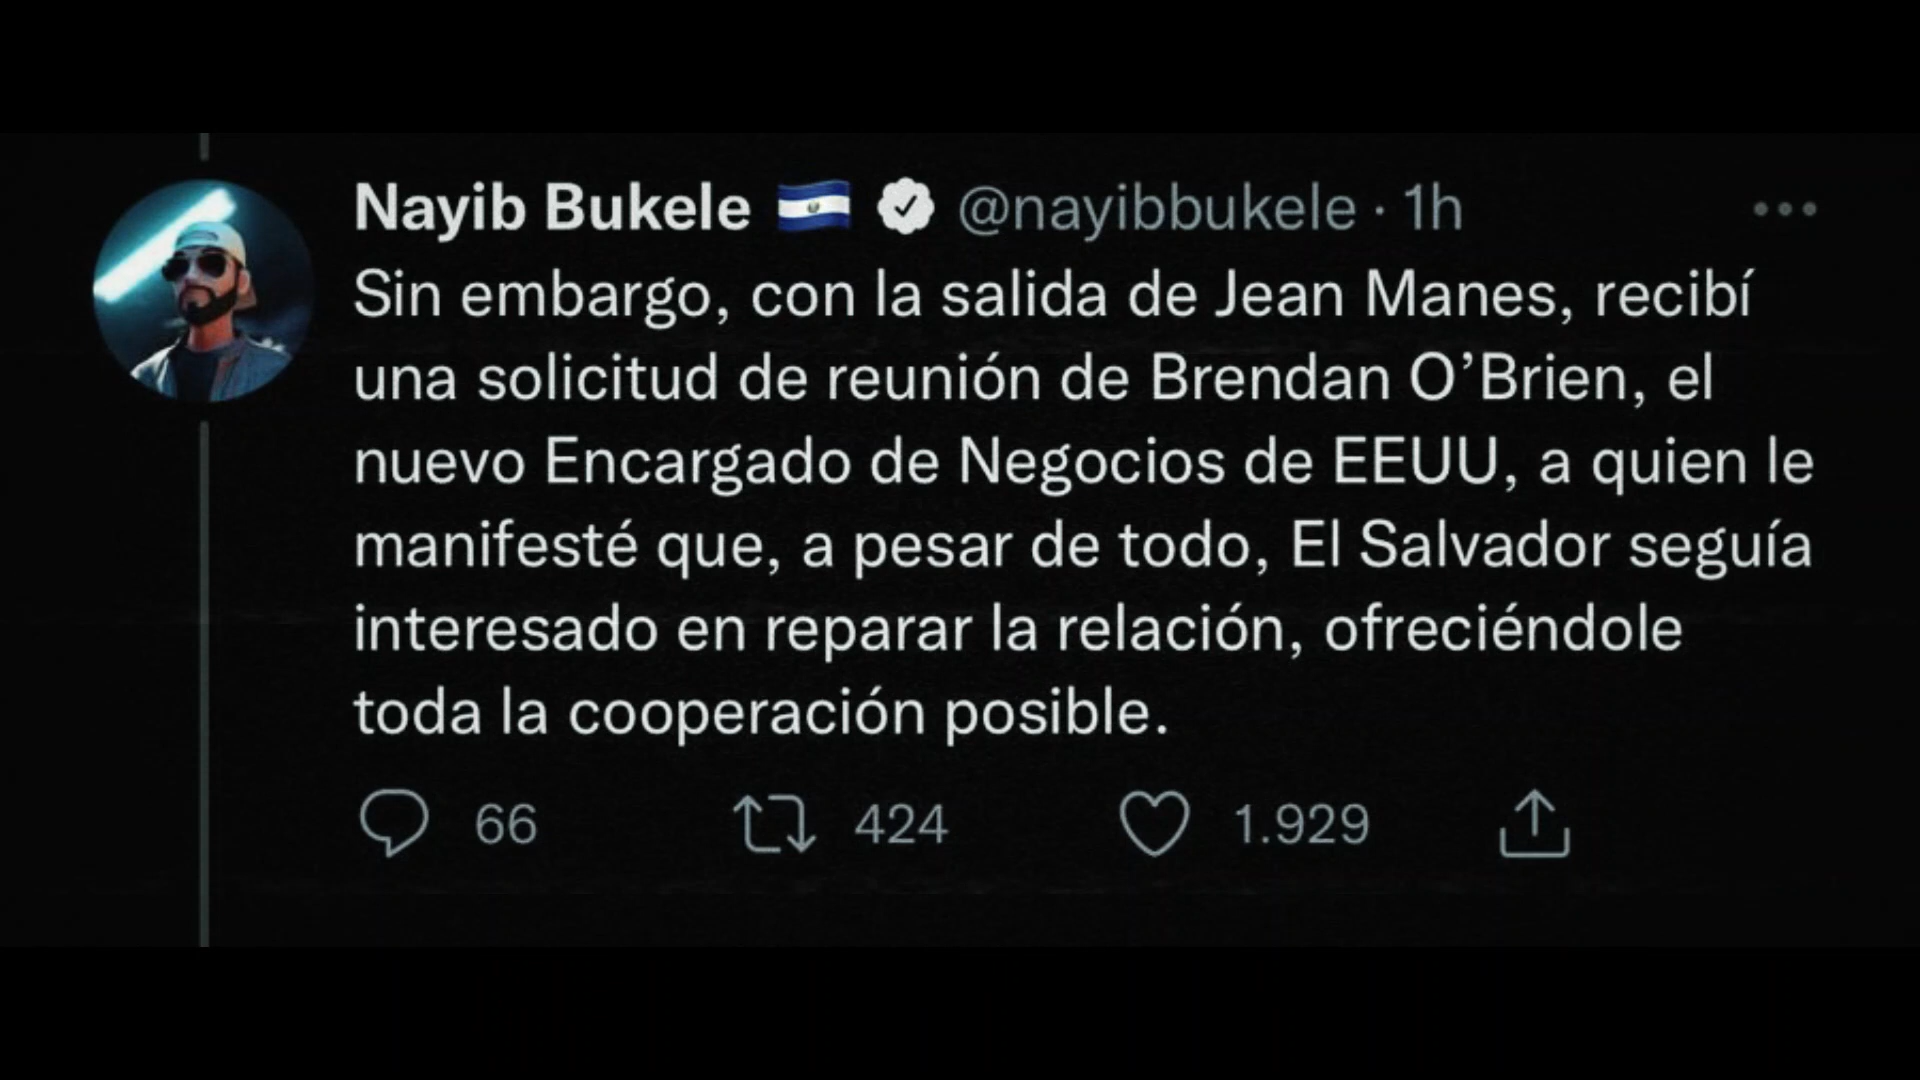 Nayib Bukele 🇸🇻 @nayibbukele · 1h
Sin embargo, con la salida de Jean Manes, recibí
una solicitud de reunión de Brendan O’Brien, el
nuevo Encargado de Negocios de EEUU, a quien le
manifesté que, a pesar de todo, El Salvador seguía
interesado en reparar la relación, ofreciéndole
toda la cooperación posible.
66 424 1.929